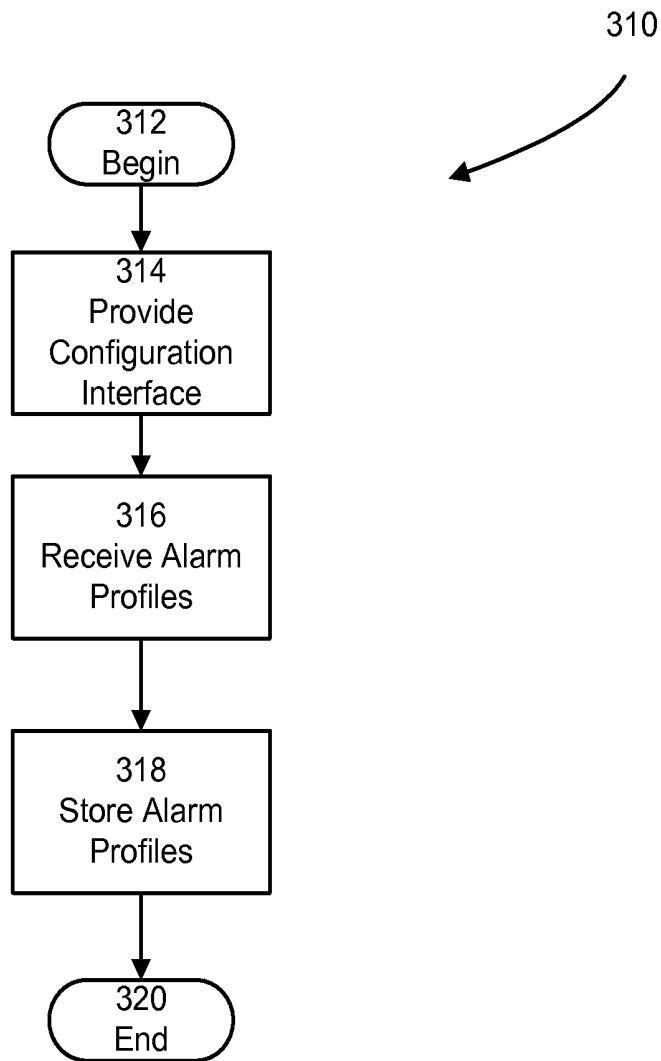 310
312
Begin
314
Provide
Configuration
Interface
316
Receive Alarm
Profiles
318
Store Alarm
Profiles
320
End